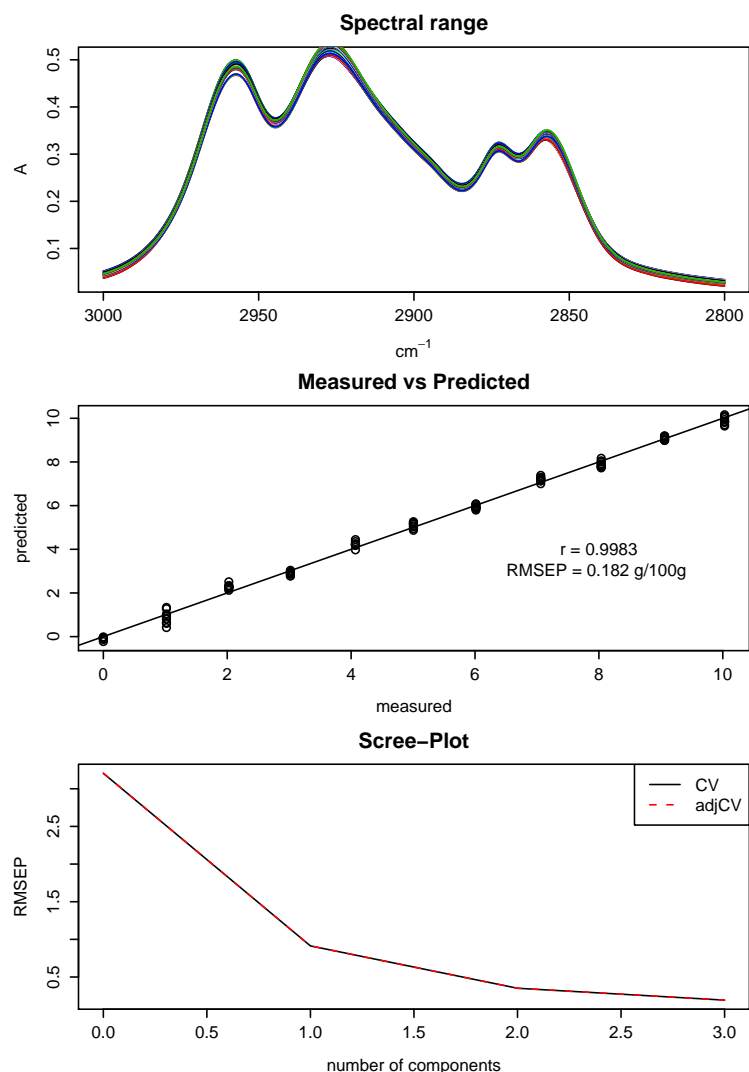 Spectral range
0.5
0.4
0.3
0.2
0.1
A
3000 2950 2900 2850 2800
cm⁻¹
Measured vs Predicted
10
8
6
4
2
0
predicted
r = 0.9983
RMSEP = 0.182 g/100g
0 2 4 6 8 10
measured
Scree−Plot
CV
adjCV
2.5
1.5
0.5
RMSEP
0.0 0.5 1.0 1.5 2.0 2.5 3.0
number of components